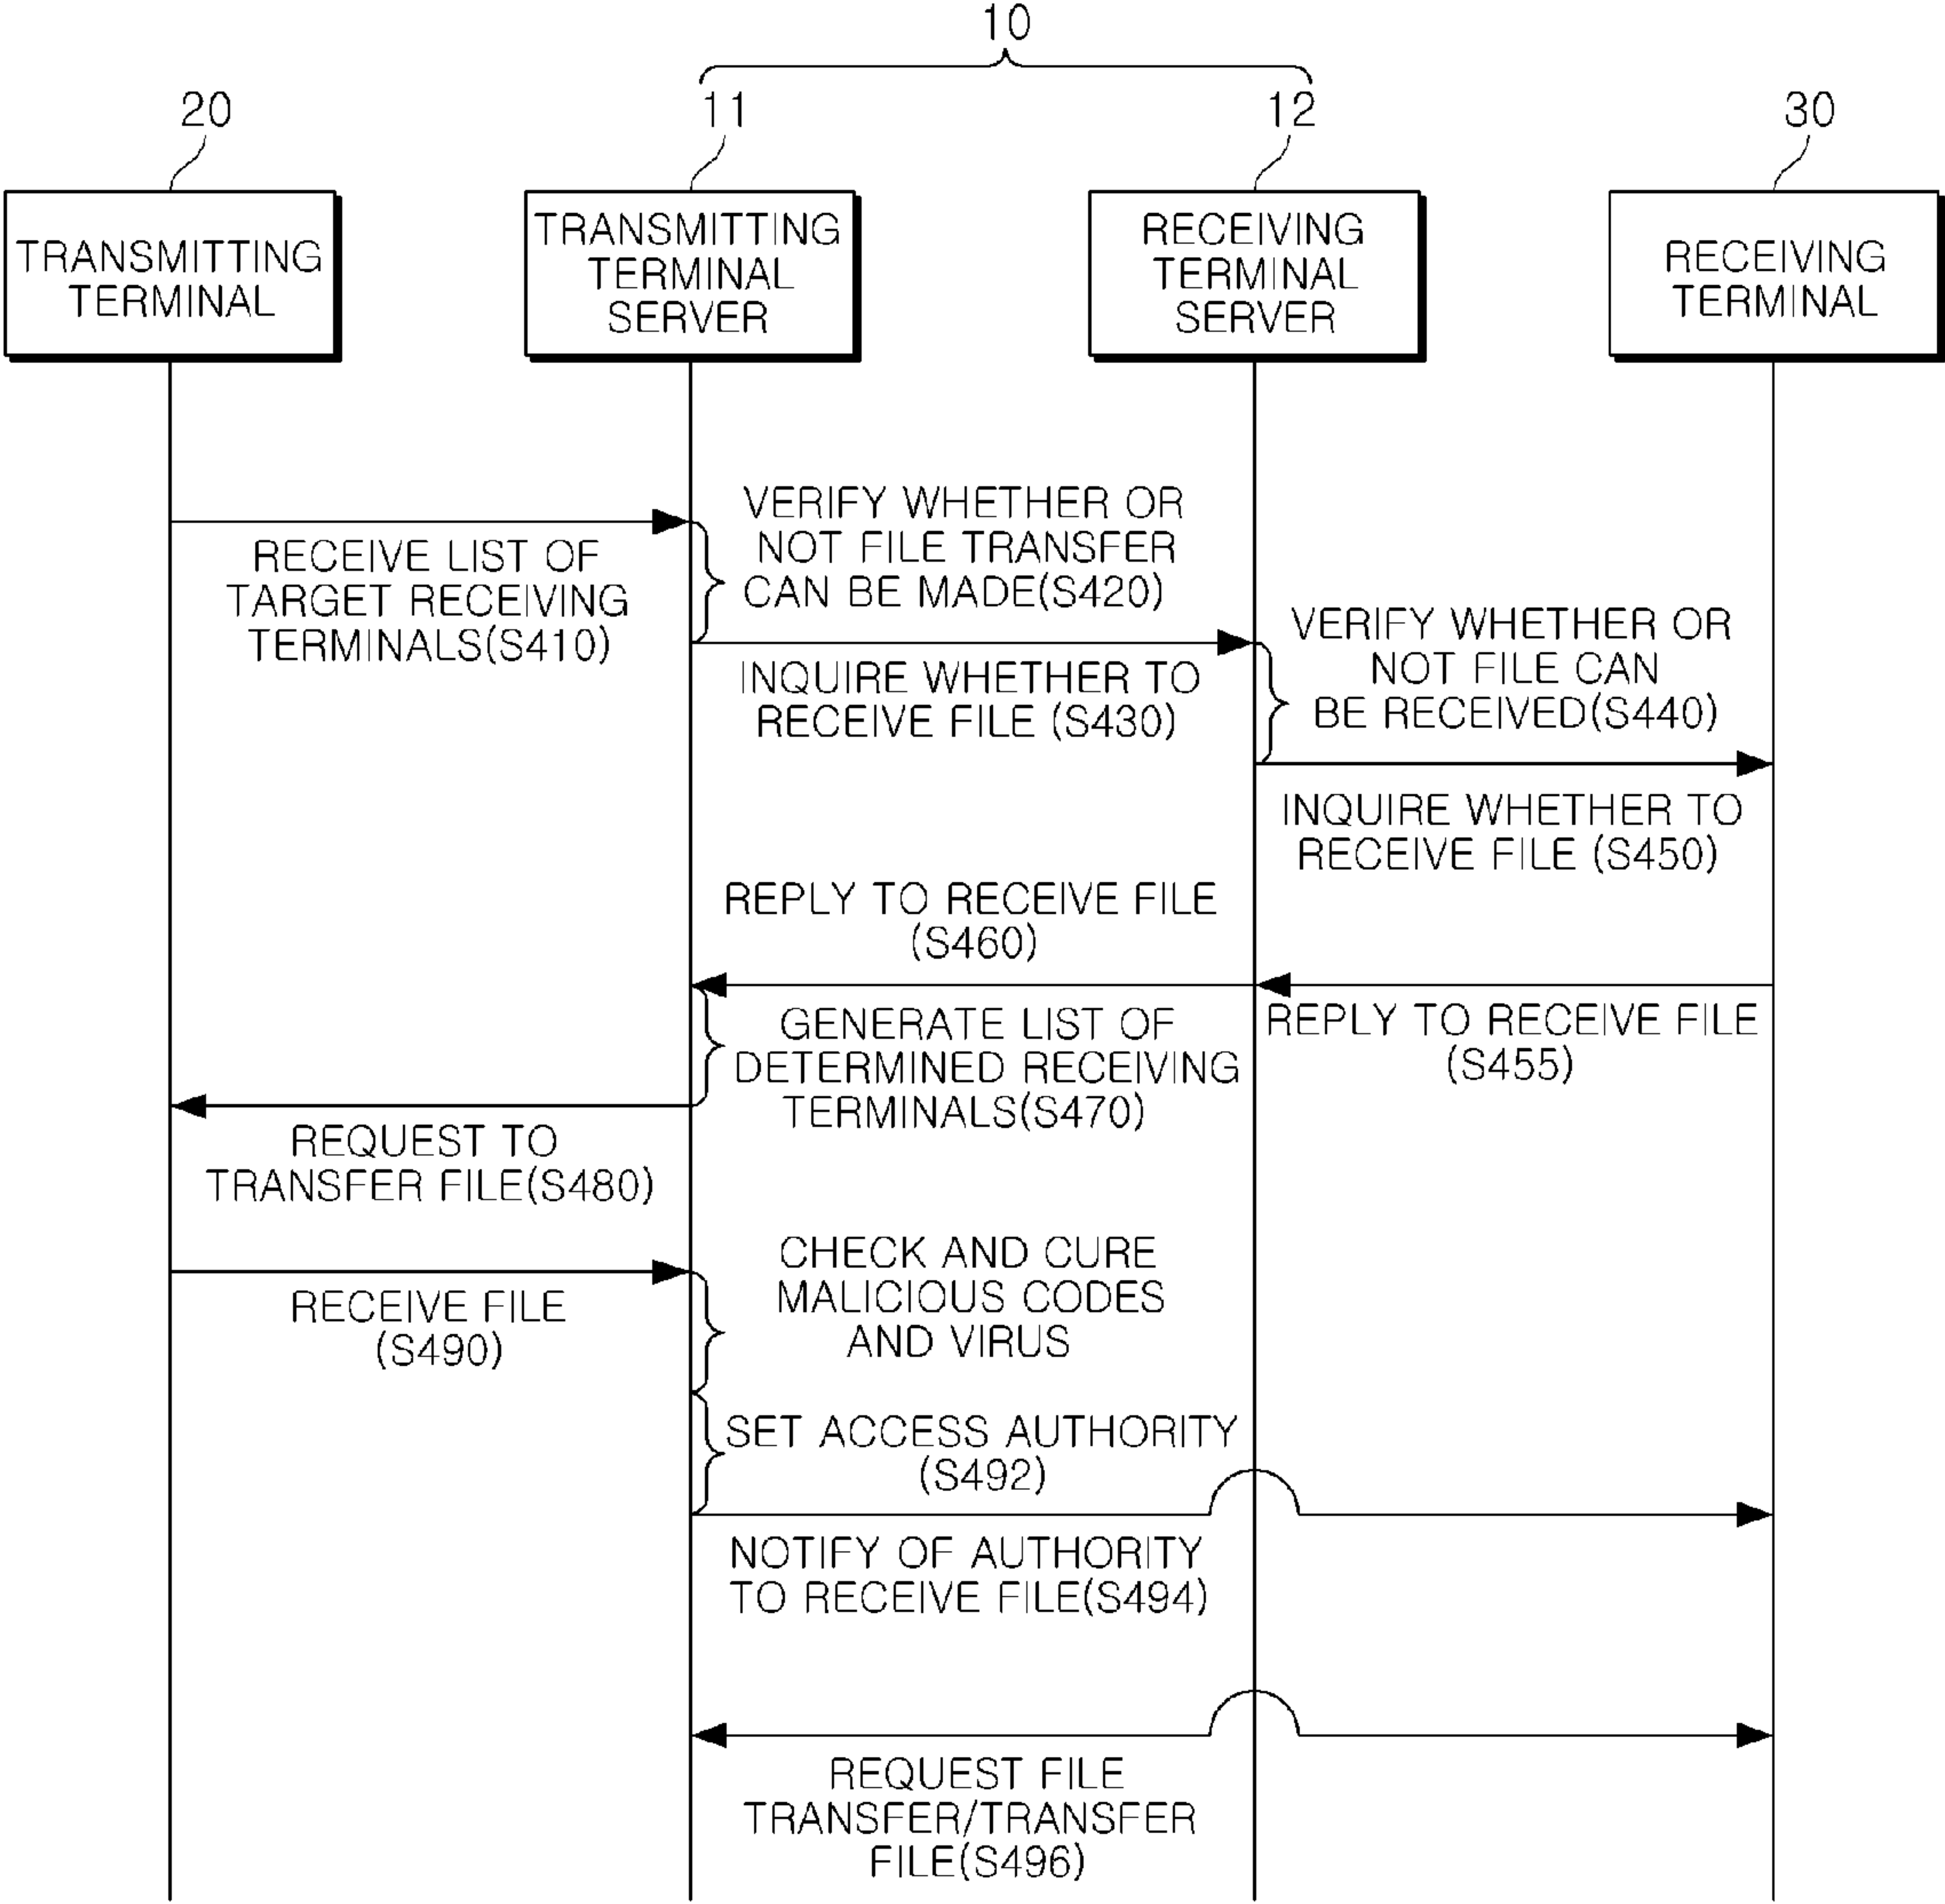 10
20
11
12
30
TRANSMITTING
TERMINAL
TRANSMITTING
TERMINAL
SERVER
RECEIVING
TERMINAL
SERVER
RECEIVING
TERMINAL
VERIFY WHETHER OR
NOT FILE TRANSFER
CAN BE MADE(S420)
RECEIVE LIST OF
TARGET RECEIVING
TERMINALS(S410)
VERIFY WHETHER OR
NOT FILE CAN
BE RECEIVED(S440)
INQUIRE WHETHER TO
RECEIVE FILE (S430)
INQUIRE WHETHER TO
RECEIVE FILE (S450)
REPLY TO RECEIVE FILE
(S460)
REPLY TO RECEIVE FILE
(S455)
GENERATE LIST OF
DETERMINED RECEIVING
TERMINALS(S470)
REQUEST TO
TRANSFER FILE(S480)
CHECK AND CURE
MALICIOUS CODES
AND VIRUS
RECEIVE FILE
(S490)
SET ACCESS AUTHORITY
(S492)
NOTIFY OF AUTHORITY
TO RECEIVE FILE(S494)
REQUEST FILE
TRANSFER/TRANSFER
FILE(S496)